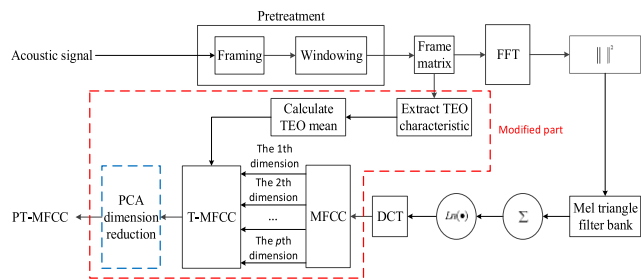 Pretreatment
Acoustic signal
Framing
Windowing
Frame
matrix
FFT
‖ ‖²
Calculate
TEO mean
Extract TEO
characteristic
Modified part
The 1th
dimension
The 2th
dimension
...
The pth
dimension
PT-MFCC
PCA
dimension
reduction
T-MFCC
MFCC
DCT
Ln(•)
Σ
Mel triangle
filter bank